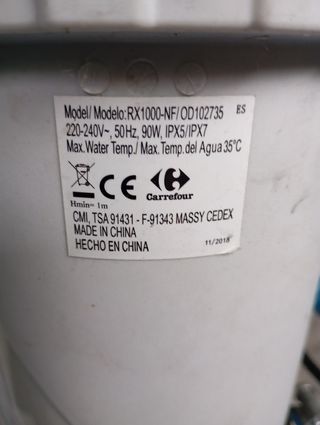 Model/ Modelo: RX1000-NF/ OD102735 ES
220-240V~, 50Hz, 90W, IPX5/IPX7
Max. Water Temp./ Max. Temp. del Agua 35°C
CE
Carrefour
Hmin= 1m
CMI, TSA 91431 - F-91343 MASSY CEDEX
MADE IN CHINA
HECHO EN CHINA
11/2018